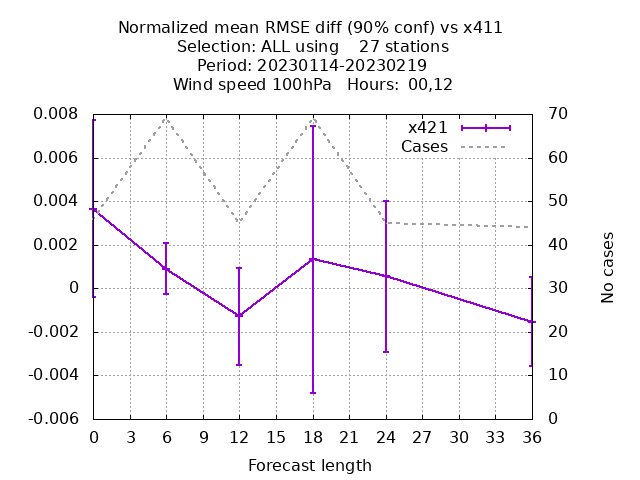 Normalized mean RMSE diff (90% conf) vs x411
Selection: ALL using    27 stations
Period: 20230114-20230219
Wind speed 100hPa   Hours:  00,12
0.008
0.006
0.004
0.002
0
-0.002
-0.004
-0.006
x421
Cases
70
60
50
40
30
20
10
0
No cases
0 3 6 9 12 15 18 21 24 27 30 33 36
Forecast length